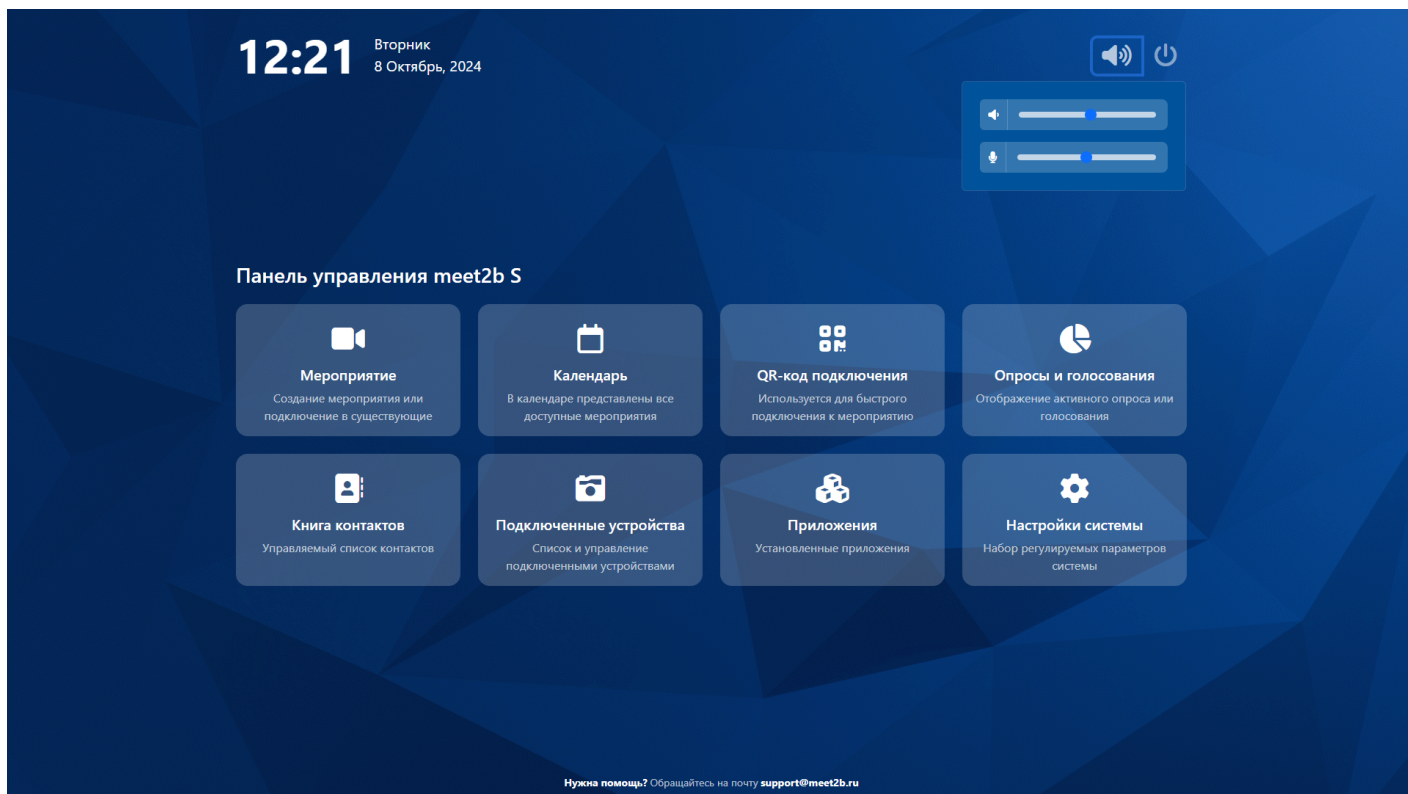 12:21
Вторник
8 Октябрь, 2024
Панель управления meet2b S
Мероприятие
Создание мероприятия или
подключение в существующие
Календарь
В календаре представлены все
доступные мероприятия
QR-код подключения
Используется для быстрого
подключения к мероприятию
Опросы и голосования
Отображение активного опроса или
голосования
Книга контактов
Управляемый список контактов
Подключенные устройства
Список и управление
подключенными устройствами
Приложения
Установленные приложения
Настройки системы
Набор регулируемых параметров
системы
Нужна помощь? Обращайтесь на почту support@meet2b.ru